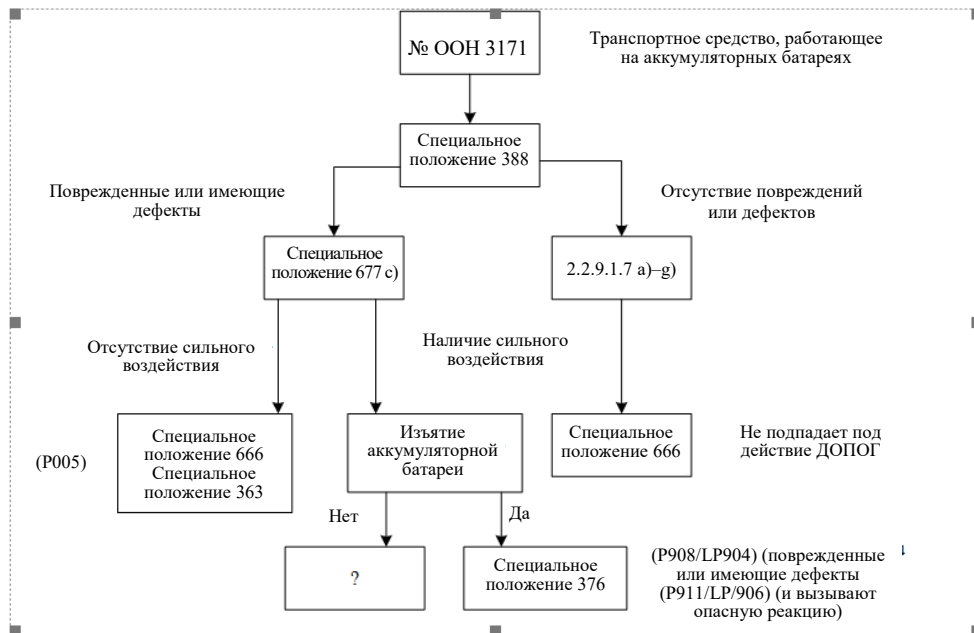 № ООН 3171
Транспортное средство, работающее
на аккумуляторных батареях
Специальное
положение 388
Поврежденные или имеющие
дефекты
Отсутствие повреждений
или дефектов
Специальное
положение 677 c)
2.2.9.1.7 a)–g)
Отсутствие сильного
воздействия
Наличие сильного
воздействия
(P005)
Специальное
положение 666
Специальное
положение 363
Изъятие
аккумуляторной
батареи
Специальное
положение 666
Не подпадает под
действие ДОПОГ
Нет
Да
?
Специальное
положение 376
(P908/LP904) (поврежденные
или имеющие дефекты
(P911/LP/906) (и вызывают
опасную реакцию)